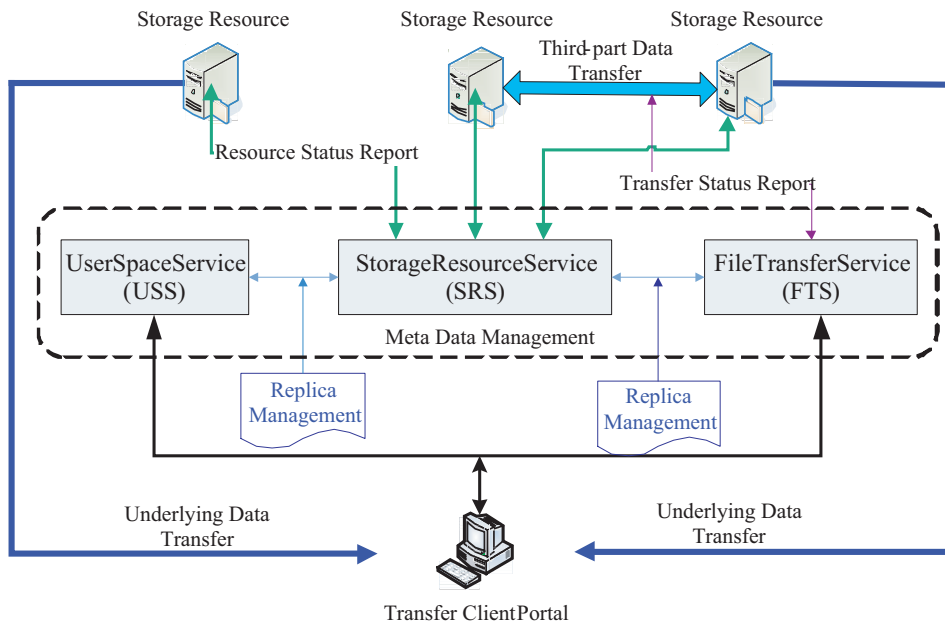 Storage Resource
Storage Resource
Storage Resource
Third-part Data
Transfer
Resource Status Report
Transfer Status Report
UserSpaceService
(USS)
StorageResourceService
(SRS)
FileTransferService
(FTS)
Meta Data Management
Replica
Management
Replica
Management
Underlying Data
Transfer
Underlying Data
Transfer
Transfer ClientPortal